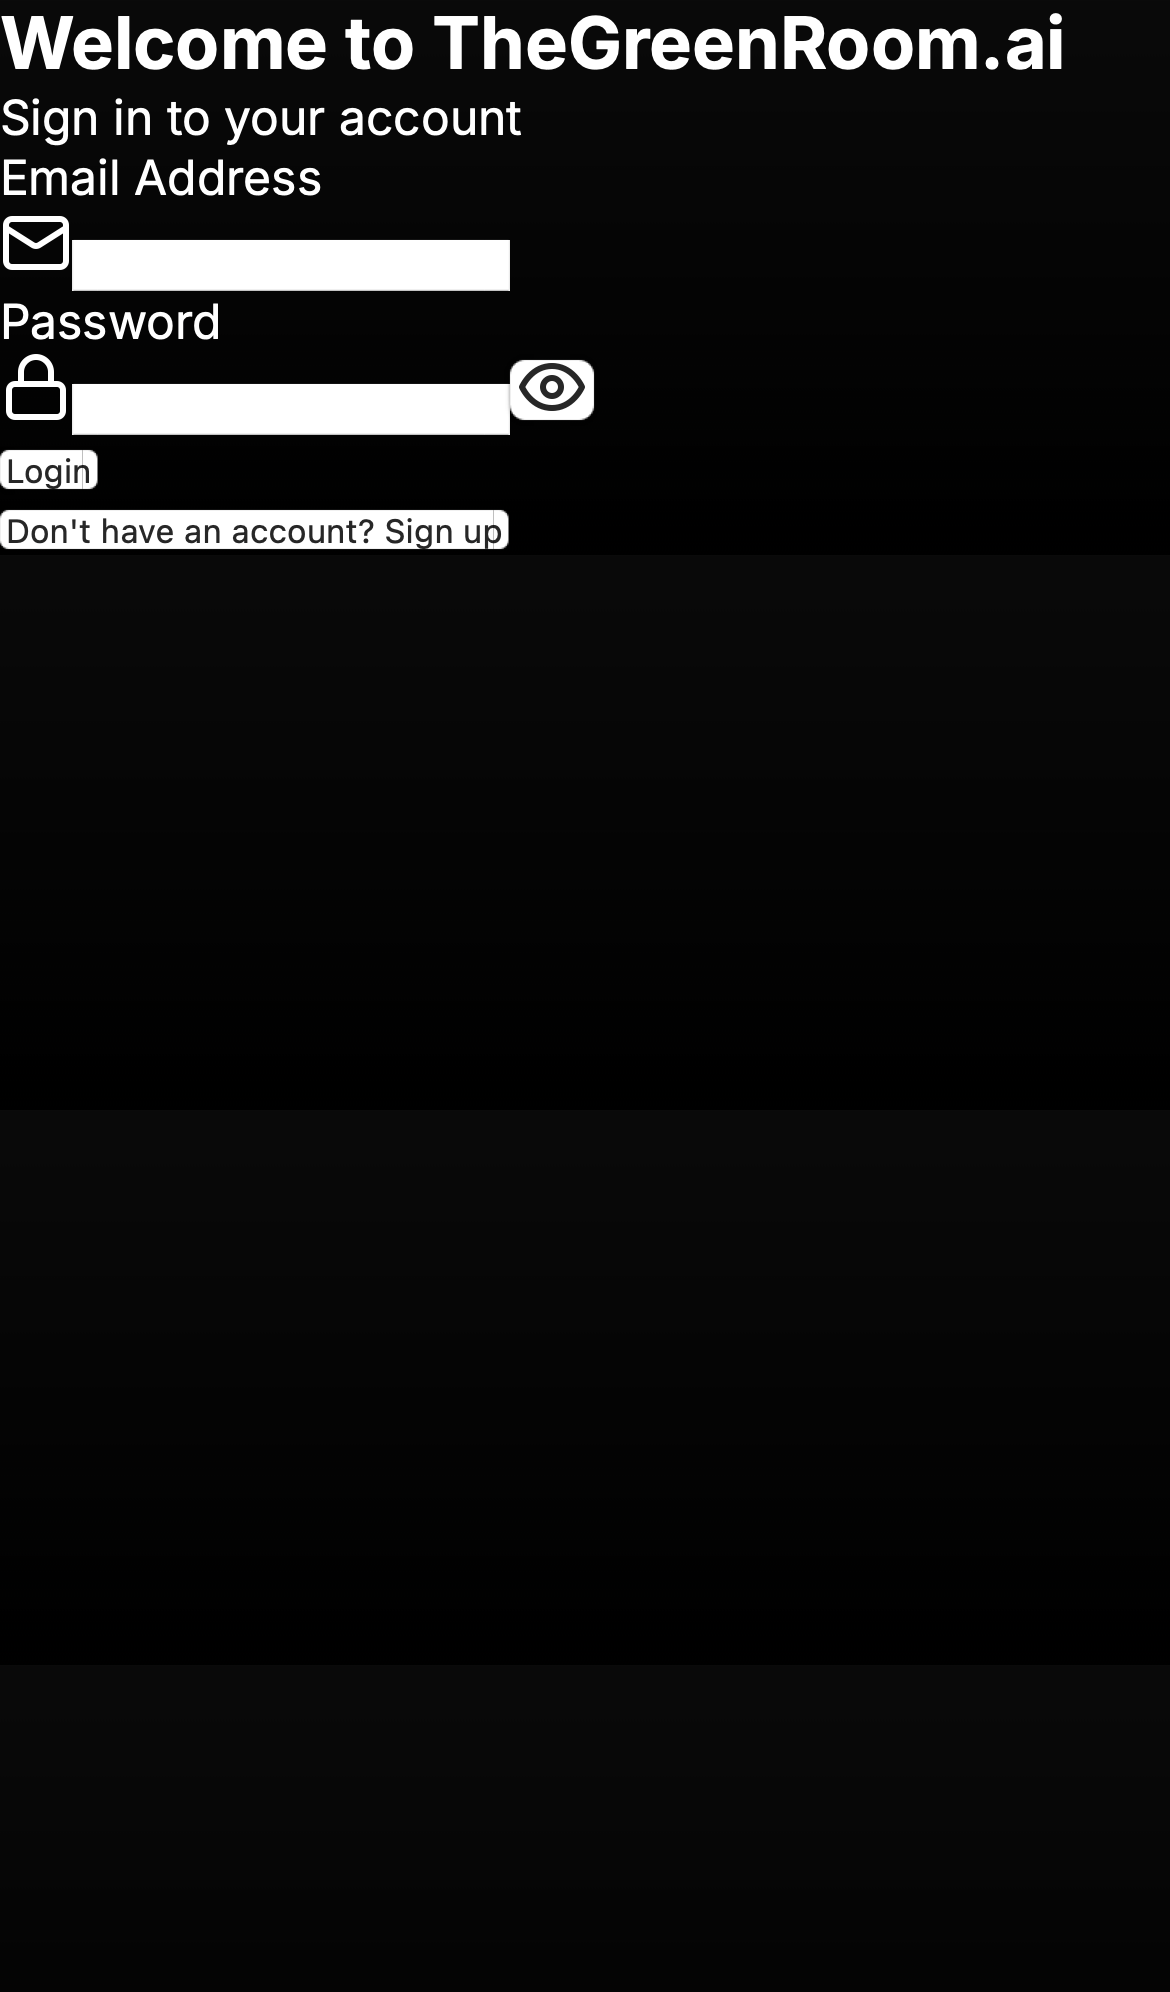 Welcome to TheGreenRoom.ai
Sign in to your account
Email Address
Password
Login
Don't have an account? Sign up